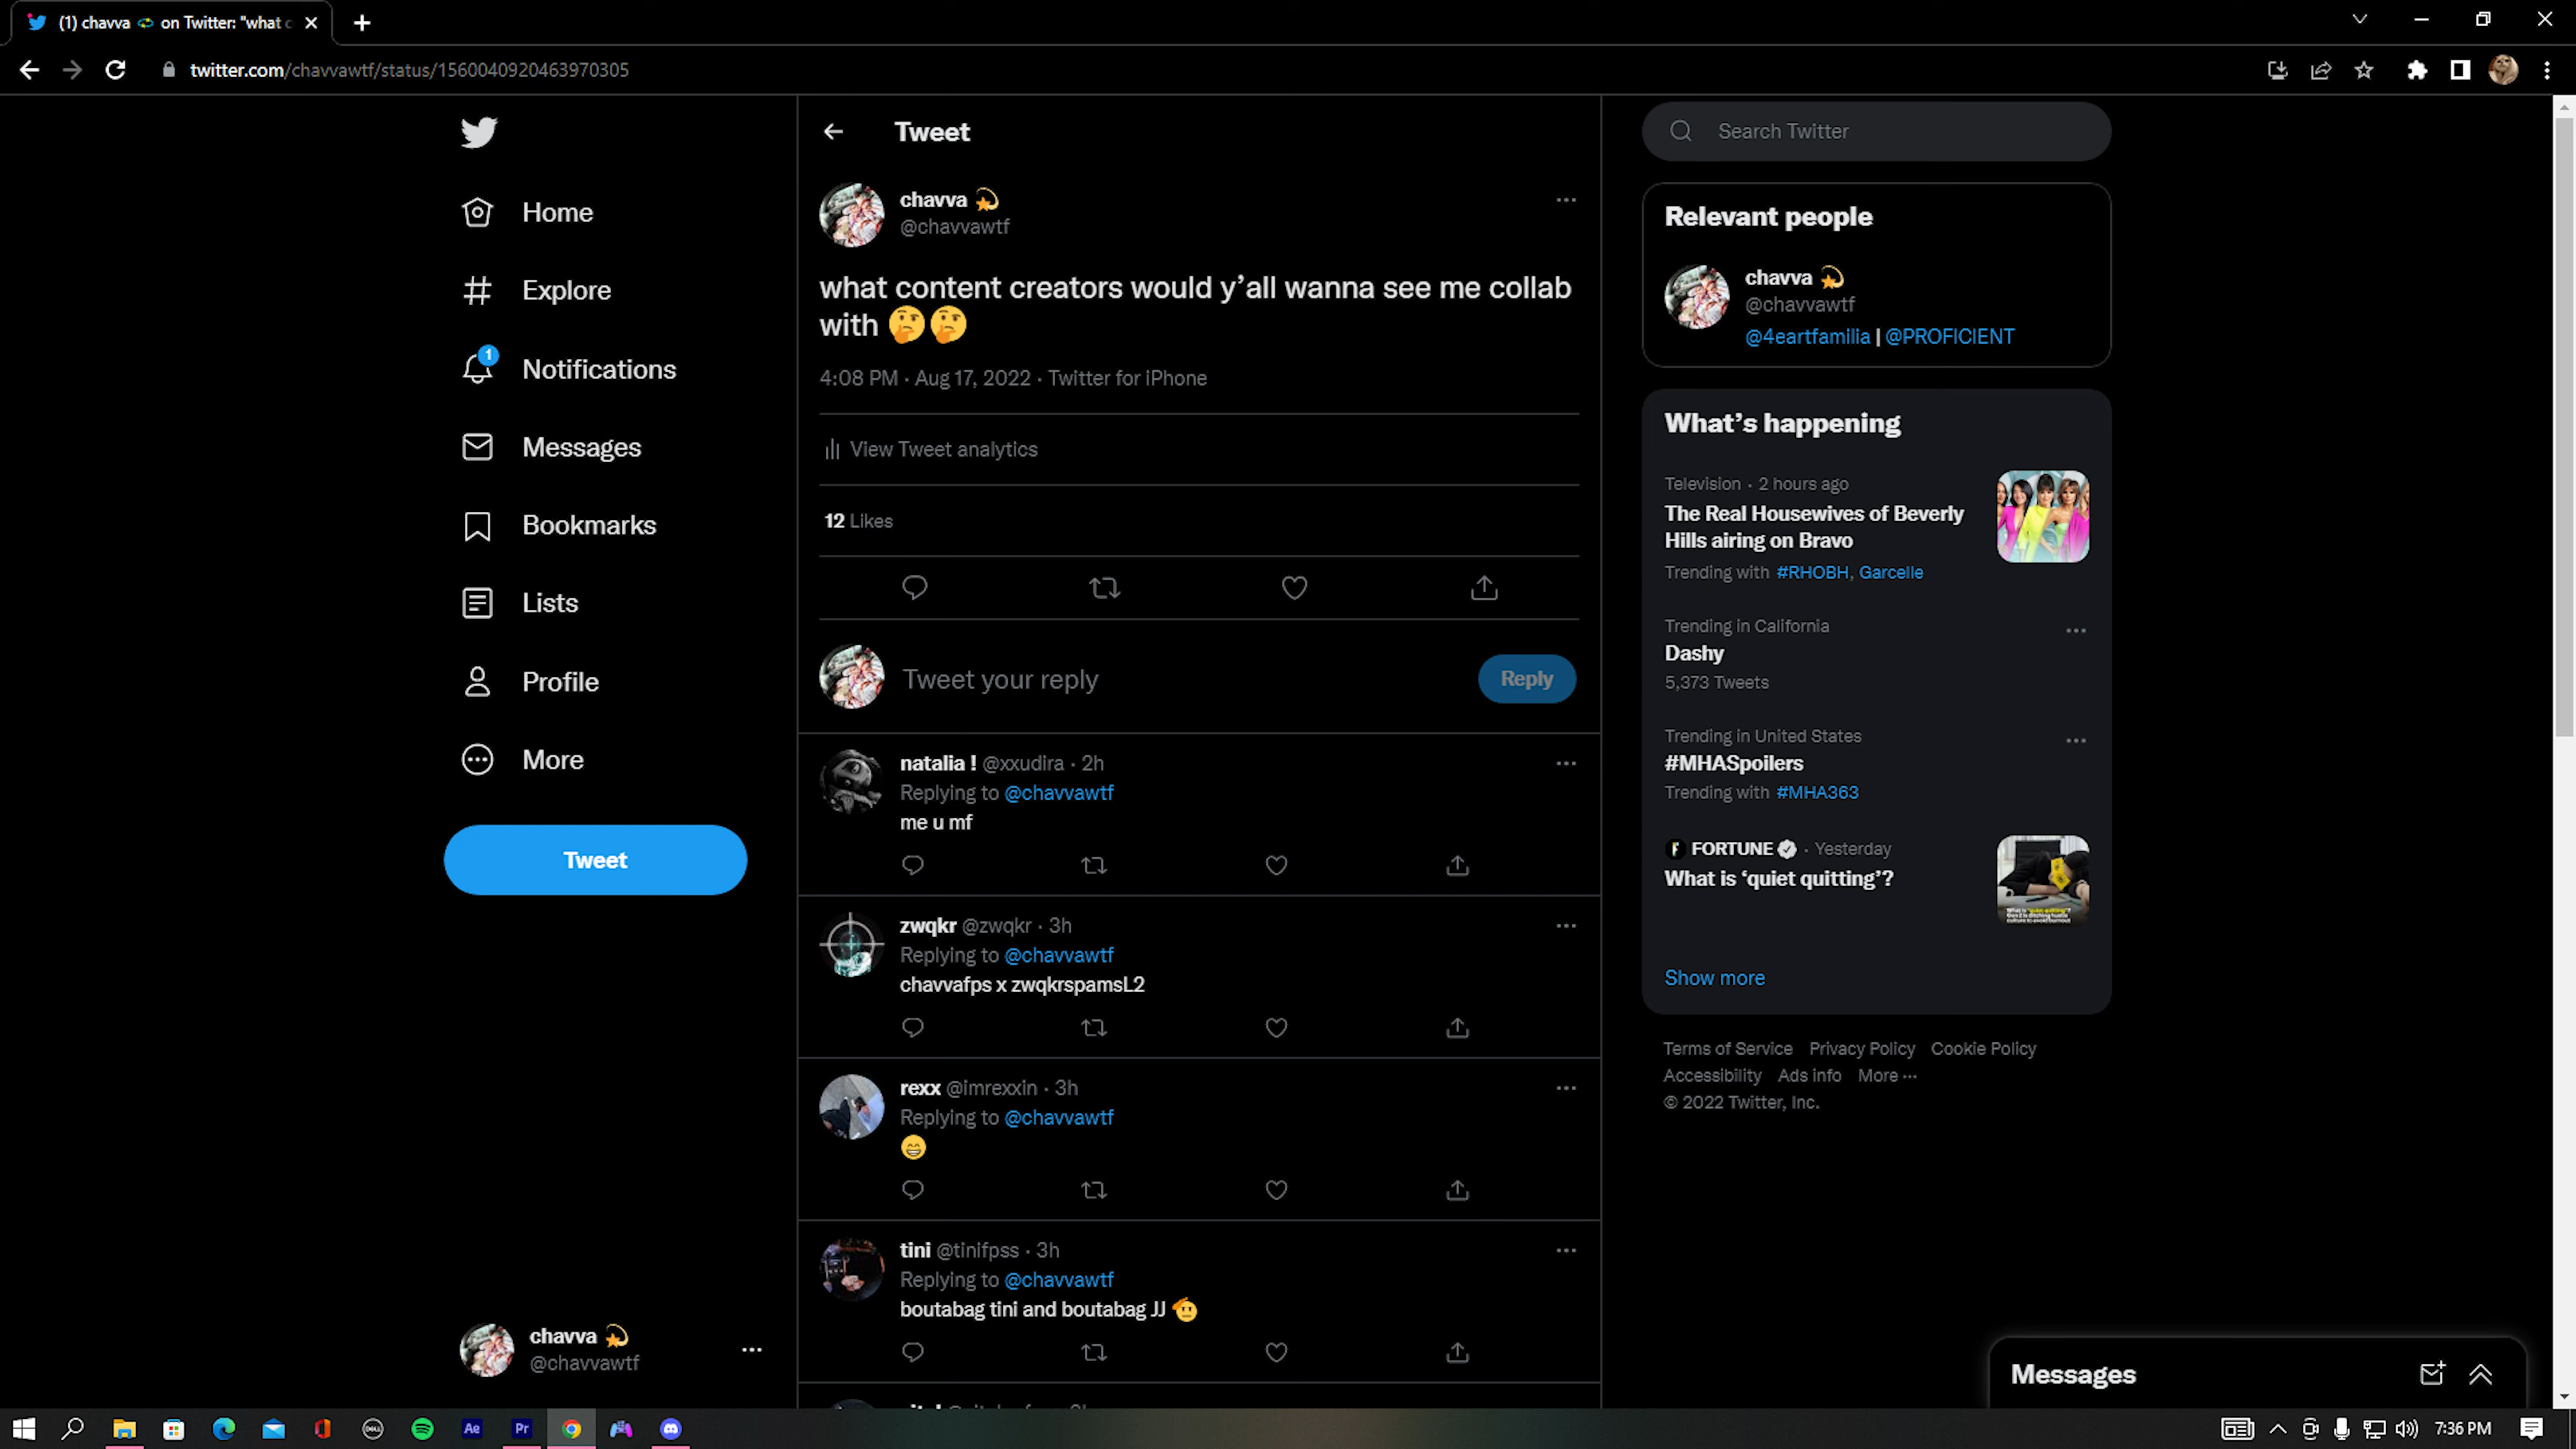 (1) chavva on Twitter: "what c
twitter.com/chavvawtf/status/1560040920463970305
Home
Explore
1
Notifications
Messages
Bookmarks
Lists
Profile
More
Tweet
chavva
@chavvawtf
Tweet
chavva
@chavvawtf
what content creators would y’all wanna see me collab
with 🤔🤔
4:08 PM · Aug 17, 2022 · Twitter for iPhone
View Tweet analytics
12 Likes
Tweet your reply
Reply
natalia ! @xxudira · 2h
Replying to @chavvawtf
me u mf
zwqkr @zwqkr · 3h
Replying to @chavvawtf
chavvafps x zwqkrspamsL2
rexx @imrexxin · 3h
Replying to @chavvawtf
😁
tini @tinifpss · 3h
Replying to @chavvawtf
boutabag tini and boutabag JJ 🫡
Search Twitter
Relevant people
chavva
@chavvawtf
@4eartfamilia | @PROFICIENT
What’s happening
Television · 2 hours ago
The Real Housewives of Beverly
Hills airing on Bravo
Trending with #RHOBH, Garcelle
Trending in California
Dashy
5,373 Tweets
Trending in United States
#MHASpoilers
Trending with #MHA363
FORTUNE · Yesterday
What is ‘quiet quitting’?
Show more
Terms of Service Privacy Policy Cookie Policy
Accessibility Ads info More ···
© 2022 Twitter, Inc.
Messages
DELL
Ae
Pr
7:36 PM